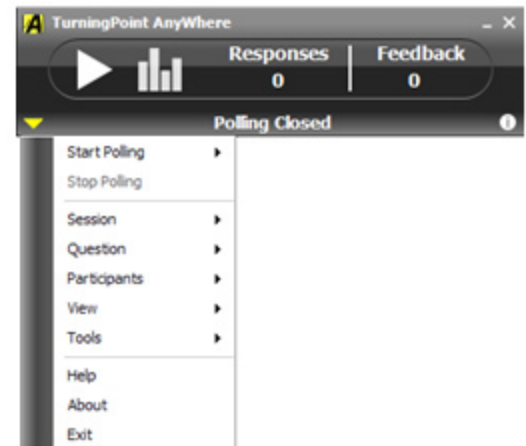 TurningPoint AnyWhere
Responses Feedback
0 0
Polling Closed
Start Polling
Stop Polling
Session
Question
Participants
View
Tools
Help
About
Exit